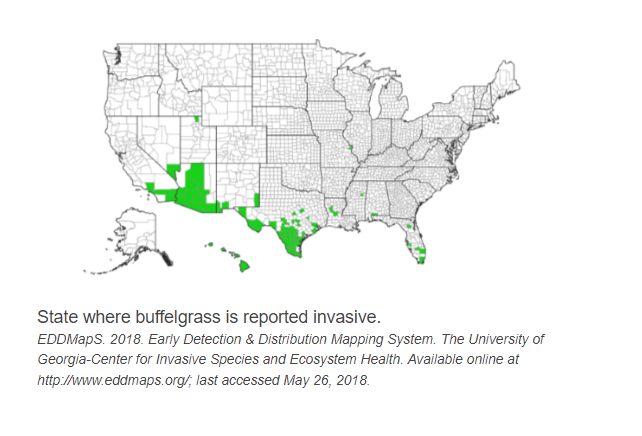 State where buffelgrass is reported invasive.
EDDMapS. 2018. Early Detection & Distribution Mapping System. The University of
Georgia-Center for Invasive Species and Ecosystem Health. Available online at
http://www.eddmaps.org/; last accessed May 26, 2018.